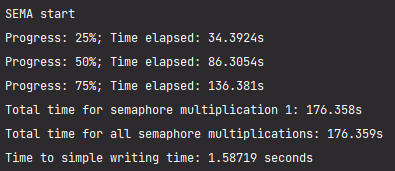 SEMA start
Progress: 25%; Time elapsed: 34.3924s
Progress: 50%; Time elapsed: 86.3054s
Progress: 75%; Time elapsed: 136.381s
Total time for semaphore multiplication 1: 176.358s
Total time for all semaphore multiplications: 176.359s
Time to simple writing time: 1.58719 seconds